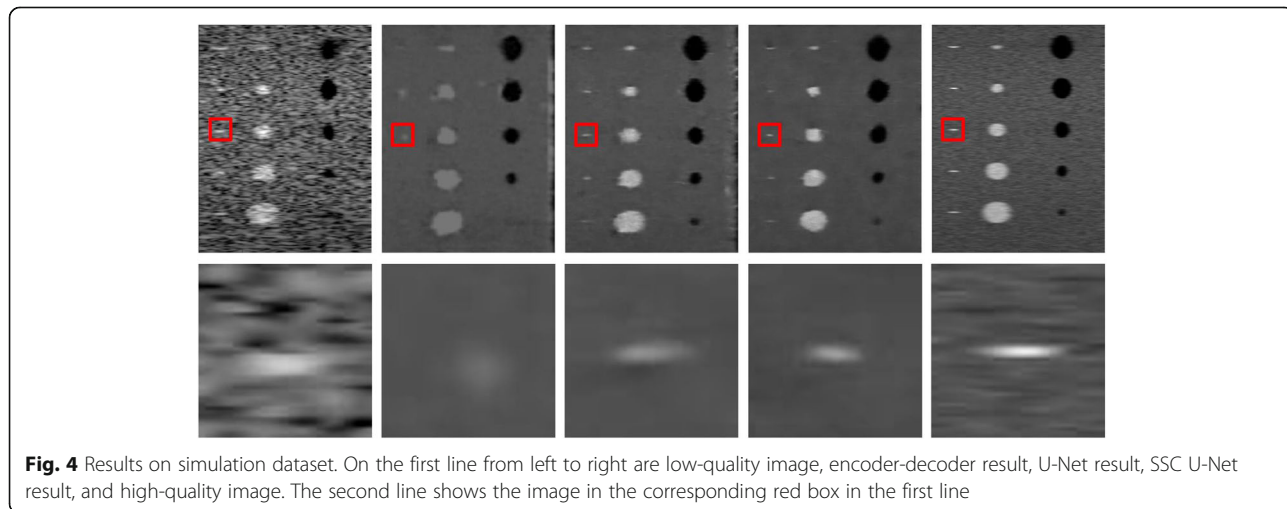 Fig. 4 Results on simulation dataset. On the first line from left to right are low-quality image, encoder-decoder result, U-Net result, SSC U-Net
result, and high-quality image. The second line shows the image in the corresponding red box in the first line